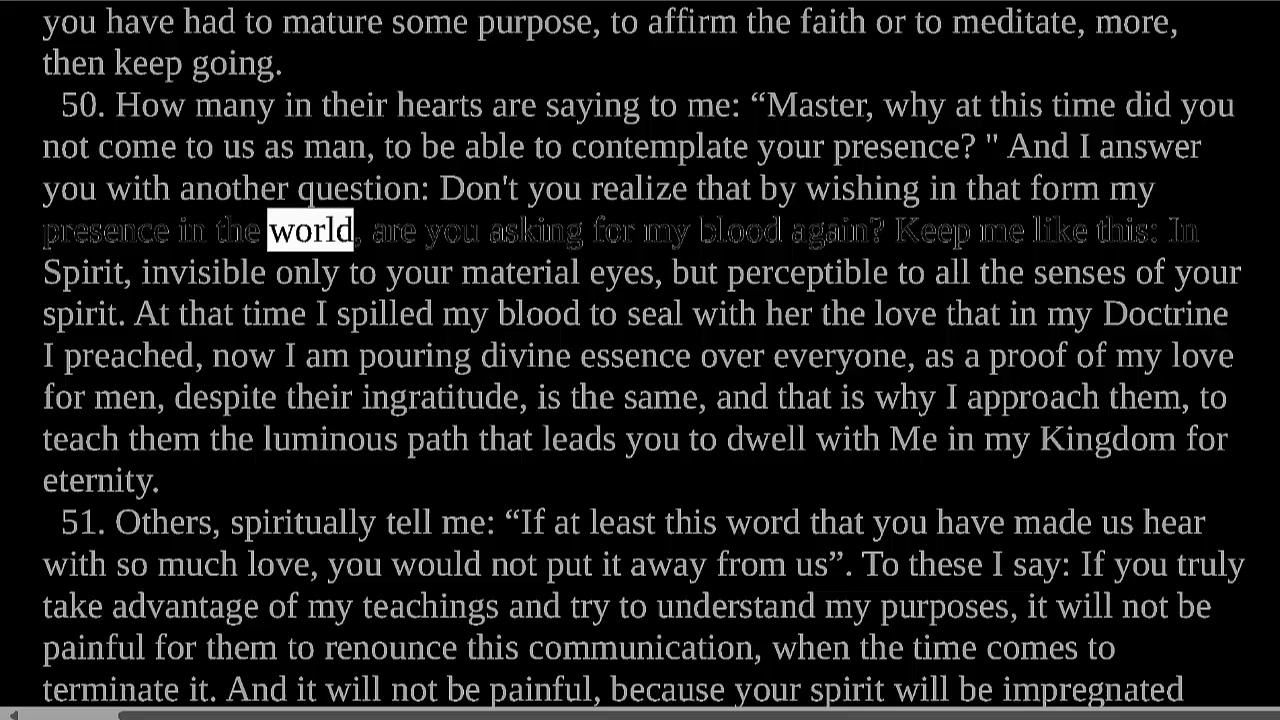 you have had to mature some purpose, to affirm the faith or to meditate, more,
then keep going.
50. How many in their hearts are saying to me: “Master, why at this time did you
not come to us as man, to be able to contemplate your presence? " And I answer
you with another question: Don't you realize that by wishing in that form my
presence in the world, are you asking for my blood again? Keep me like this: In
Spirit, invisible only to your material eyes, but perceptible to all the senses of your
spirit. At that time I spilled my blood to seal with her the love that in my Doctrine
I preached, now I am pouring divine essence over everyone, as a proof of my love
for men, despite their ingratitude, is the same, and that is why I approach them, to
teach them the luminous path that leads you to dwell with Me in my Kingdom for
eternity.
51. Others, spiritually tell me: “If at least this word that you have made us hear
with so much love, you would not put it away from us”. To these I say: If you truly
take advantage of my teachings and try to understand my purposes, it will not be
painful for them to renounce this communication, when the time comes to
terminate it. And it will not be painful, because your spirit will be impregnated